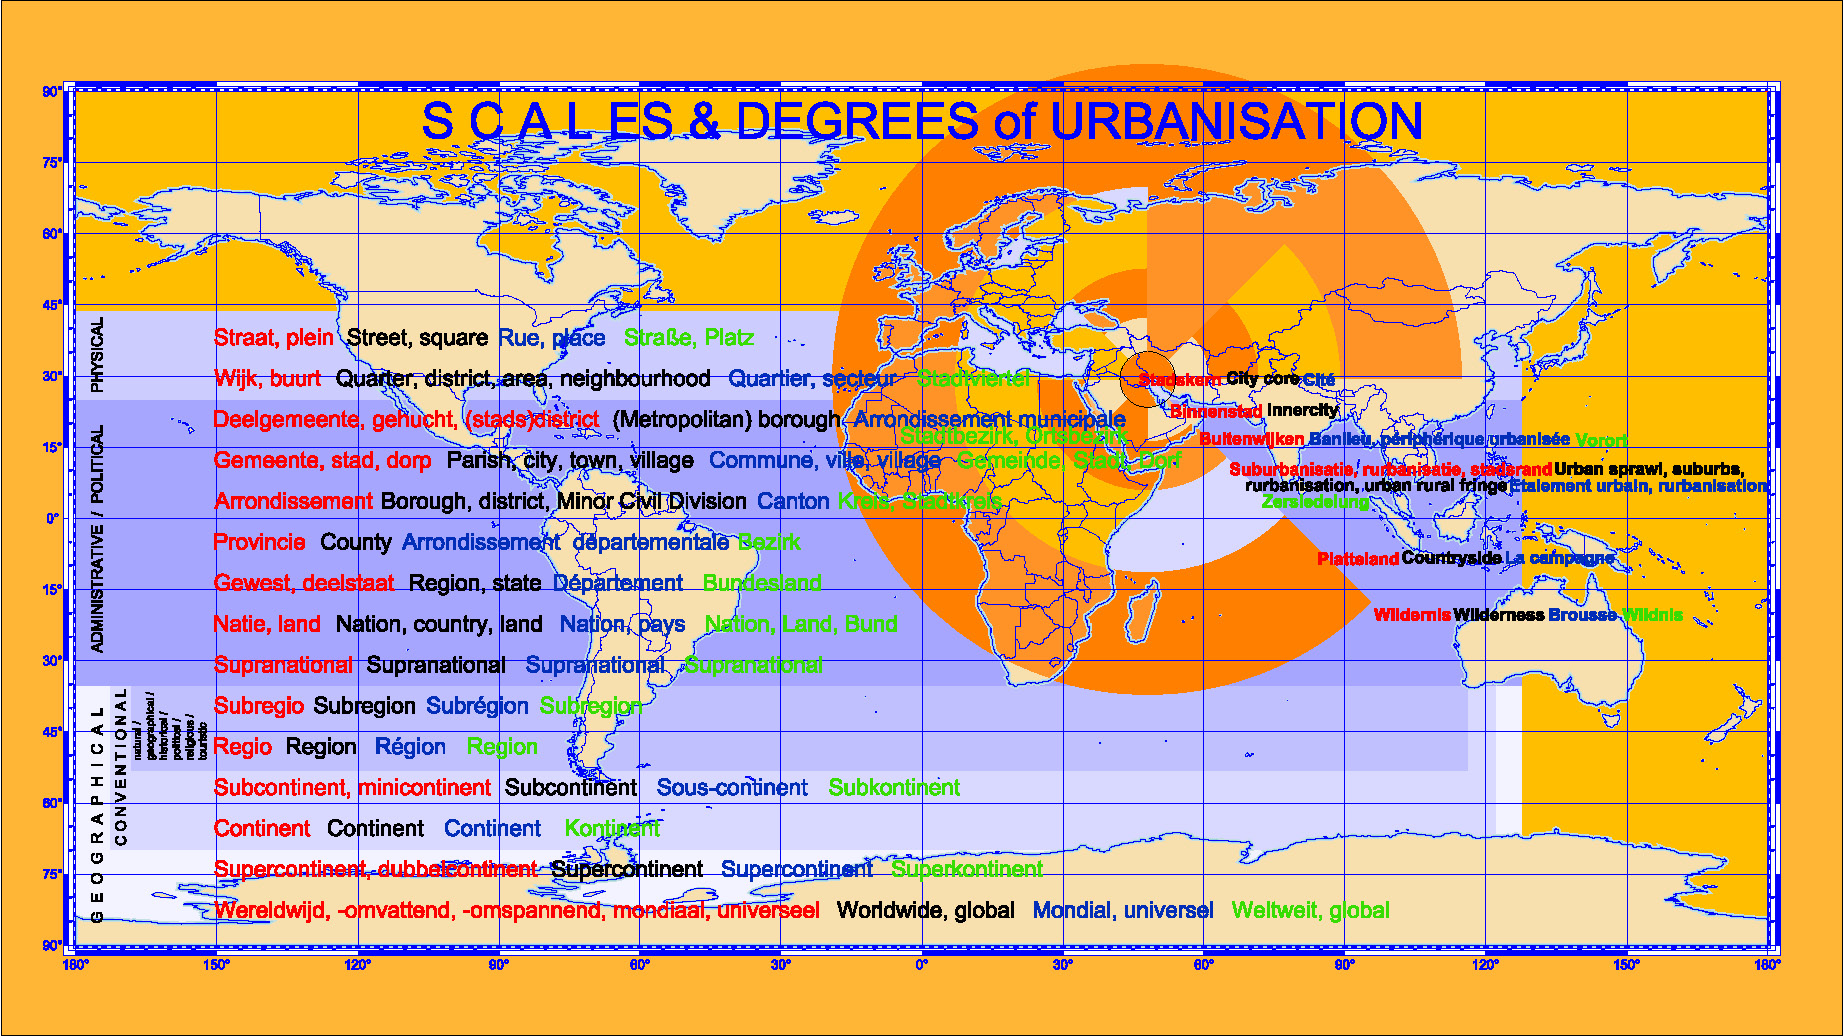 S C A L E S & DEGREES of URBANISATION
90°
75°
60°
45°
30°
15°
0°
15°
30°
45°
60°
75°
90°
PHYSICAL
ADMINISTRATIVE / POLITICAL
GEOGRAPHICAL
CONVENTIONAL
natural /
geographical /
historical /
political /
religious /
touristic
Straat, plein Street, square Rue, place Straße, Platz
Wijk, buurt Quarter, district, area, neighbourhood Quartier, secteur Stadtviertel
Deelgemeente, gehucht, (stads)district (Metropolitan) borough Arrondissement municipale
Stadtbezirk, Ortsbezirk
Gemeente, stad, dorp Parish, city, town, village Commune, ville, village Gemeinde, Stadt, Dorf
Arrondissement Borough, district, Minor Civil Division Canton Kreis, Stadtkreis
Provincie County Arrondissement départementale Bezirk
Gewest, deelstaat Region, state Département Bundesland
Natie, land Nation, country, land Nation, pays Nation, Land, Bund
Supranational Supranational Supranational Supranational
Subregio Subregion Subrégion Subregion
Regio Region Région Region
Subcontinent, minicontinent Subcontinent Sous-continent Subkontinent
Continent Continent Continent Kontinent
Supercontinent, dubbelcontinent Supercontinent Supercontinent Superkontinent
Wereldwijd, -omvattend, -omspannend, mondiaal, universeel Worldwide, global Mondial, universel Weltweit, global
Stadskern City core Cité
Binnenstad Innercity
Buitenwijken Banlieu, périphérique urbanisée Vorort
Suburbanisatie, rurbanisatie, stadsrand Urban sprawl, suburbs,
rurbanisation, urban rural fringe Etalement urbain, rurbanisation
Zersiedelung
Platteland Countryside La campagne
Wildernis Wilderness Brousse Wildnis
180° 150° 120° 90° 60° 30° 0° 30° 60° 90° 120° 150° 180°